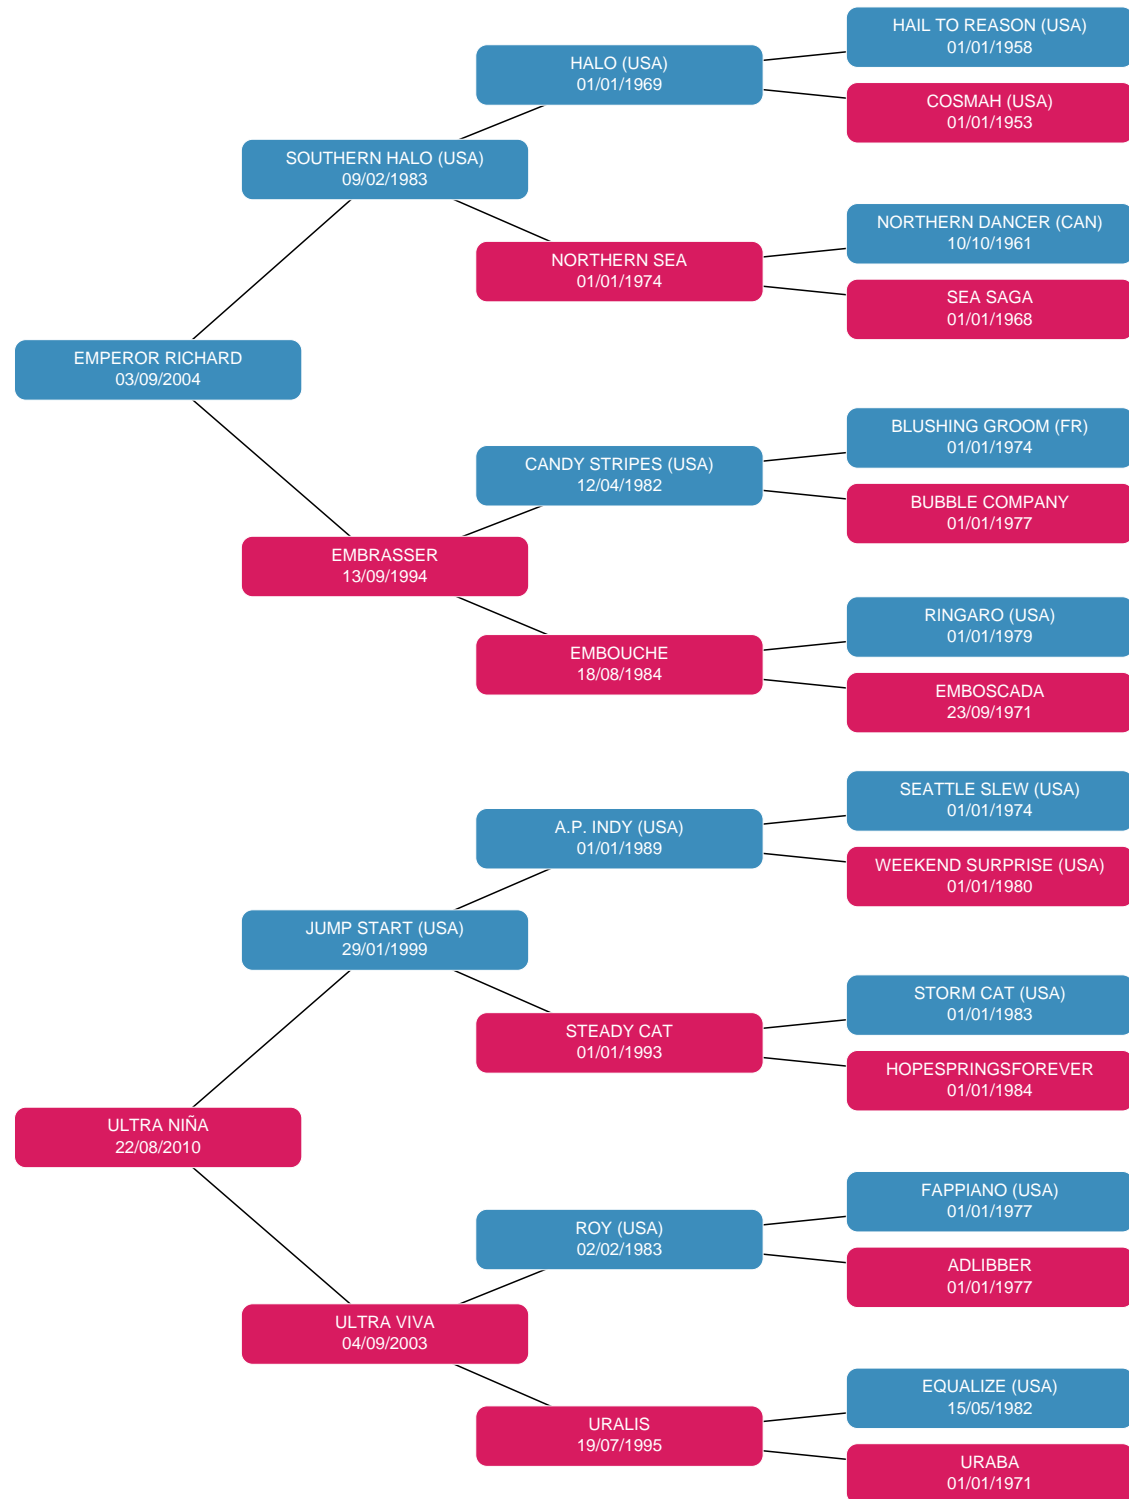 HAIL TO REASON (USA)
01/01/1958
HALO (USA)
01/01/1969
COSMAH (USA)
01/01/1953
SOUTHERN HALO (USA)
09/02/1983
NORTHERN DANCER (CAN)
10/10/1961
NORTHERN SEA
01/01/1974
SEA SAGA
01/01/1968
EMPEROR RICHARD
03/09/2004
BLUSHING GROOM (FR)
01/01/1974
CANDY STRIPES (USA)
12/04/1982
BUBBLE COMPANY
01/01/1977
EMBRASSER
13/09/1994
RINGARO (USA)
01/01/1979
EMBOUCHE
18/08/1984
EMBOSCADA
23/09/1971
SEATTLE SLEW (USA)
01/01/1974
A.P. INDY (USA)
01/01/1989
WEEKEND SURPRISE (USA)
01/01/1980
JUMP START (USA)
29/01/1999
STORM CAT (USA)
01/01/1983
STEADY CAT
01/01/1993
HOPESPRINGSFOREVER
01/01/1984
ULTRA NIÑA
22/08/2010
FAPPIANO (USA)
01/01/1977
ROY (USA)
02/02/1983
ADLIBBER
01/01/1977
ULTRA VIVA
04/09/2003
EQUALIZE (USA)
15/05/1982
URALIS
19/07/1995
URABA
01/01/1971